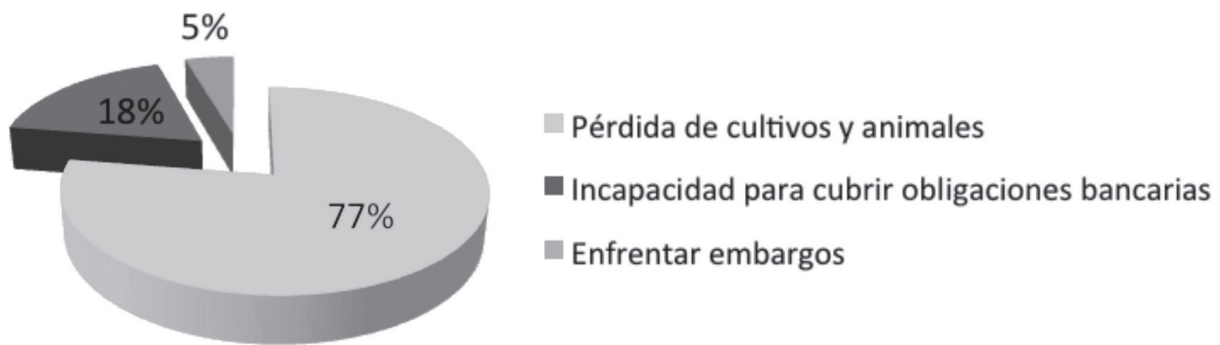 5%
18%
77%
Pérdida de cultivos y animales
Incapacidad para cubrir obligaciones bancarias
Enfrentar embargos